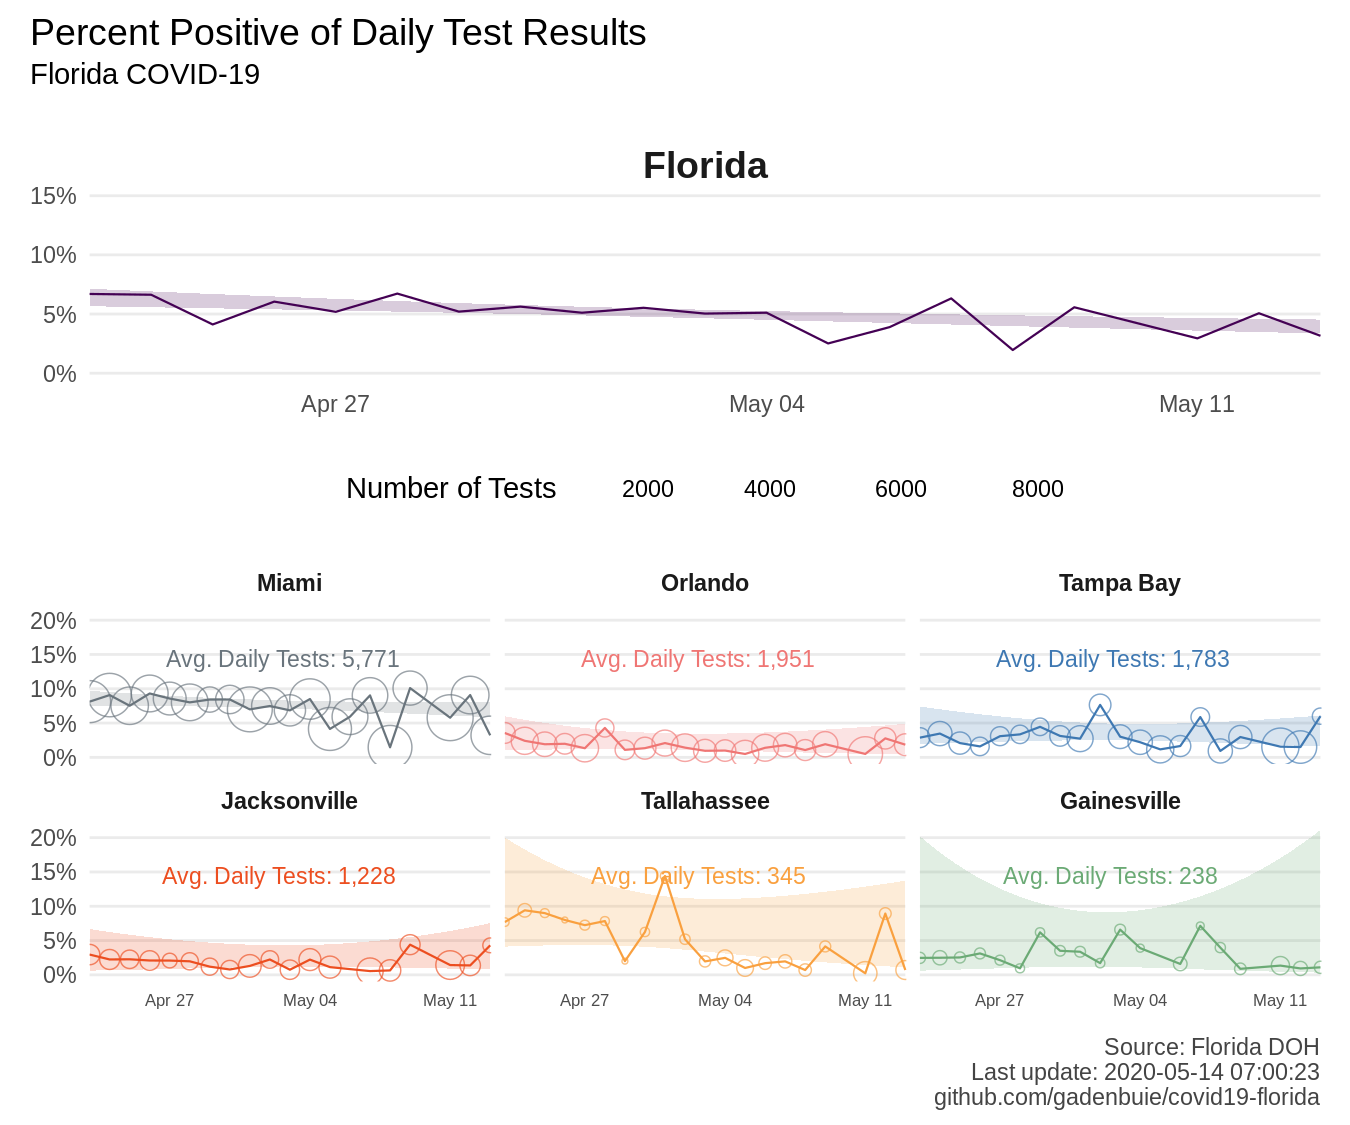 Percent Positive of Daily Test Results
Florida COVID-19
Florida
15%
10%
5%
0%
Apr 27 May 04 May 11
Number of Tests 2000 4000 6000 8000
Miami Orlando Tampa Bay
20%
15%
10%
5%
0%
Avg. Daily Tests: 5,771 Avg. Daily Tests: 1,951 Avg. Daily Tests: 1,783
Jacksonville Tallahassee Gainesville
20%
15%
10%
5%
0%
Avg. Daily Tests: 1,228 Avg. Daily Tests: 345 Avg. Daily Tests: 238
Apr 27 May 04 May 11 Apr 27 May 04 May 11 Apr 27 May 04 May 11
Source: Florida DOH
Last update: 2020-05-14 07:00:23
github.com/gadenbuie/covid19-florida